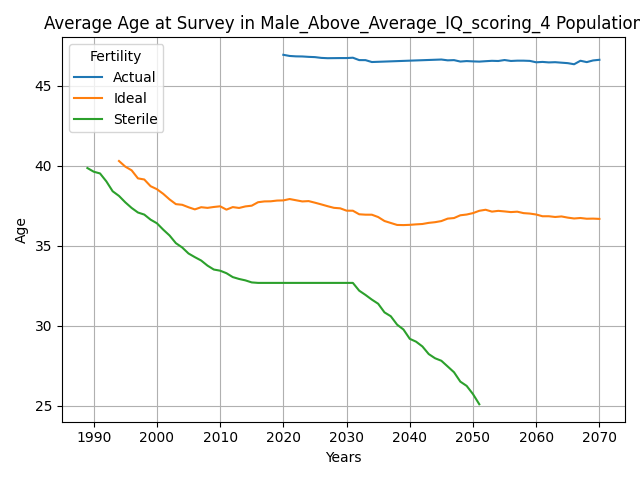 Average Age at Survey in Male_Above_Average_IQ_scoring_4 Population
Fertility
Actual
Ideal
Sterile
Age
45
40
35
30
25
1990 2000 2010 2020 2030 2040 2050 2060 2070
Years